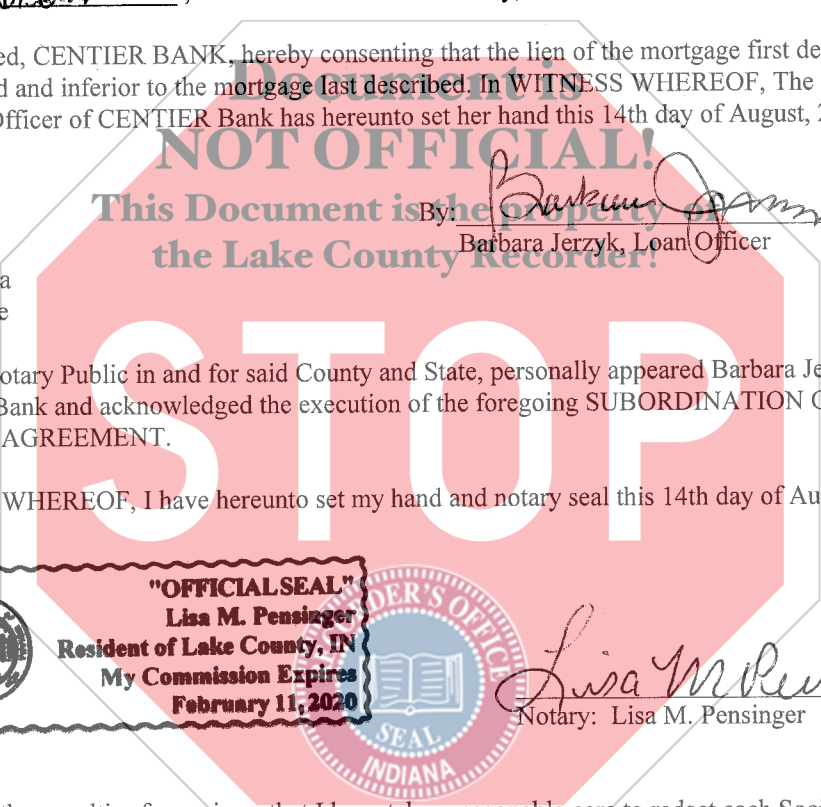 ed, CENTIER BANK, hereby consenting that the lien of the mortgage first de
Document is
d and inferior to the mortgage last described. In WITNESS WHEREOF, The
Officer of CENTIER Bank has hereunto set her hand this 14th day of August, 2
NOT OFFICIAL!
This Document is the property of
By:
Barbara Jerzyk, Loan Officer
the Lake County Recorder!
a
e
STOP
otary Public in and for said County and State, personally appeared Barbara Je
Bank and acknowledged the execution of the foregoing SUBORDINATION
AGREEMENT.
WHEREOF, I have hereunto set my hand and notary seal this 14th day of Au
"OFFICIAL SEAL"
Lisa M. Pensinger
Resident of Lake County, IN
My Commission Expires
February 11, 2020
RECORDER'S OFFICE
SEAL
INDIANA
Lisa M Pen
Notary: Lisa M. Pensinger